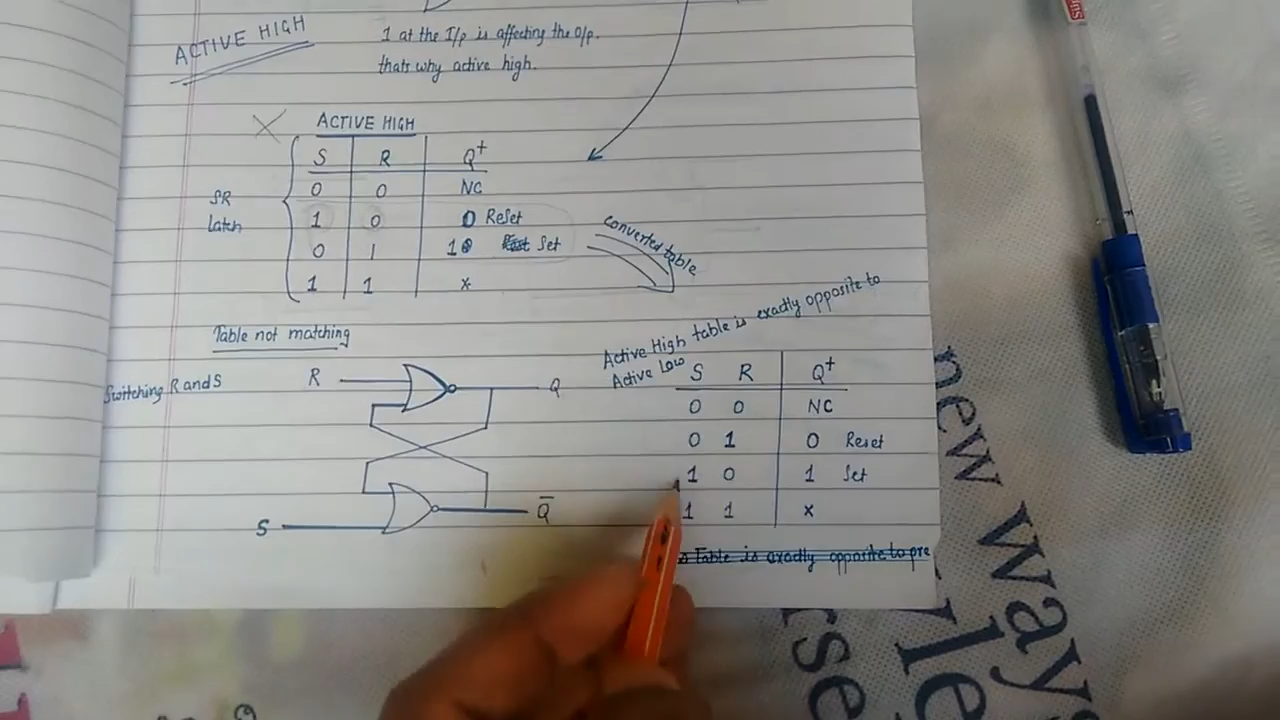 ACTIVE HIGH
1 at the I/p is affecting the O/p.
thats why active high.
ACTIVE HIGH
S R Q+
SR Latch
0 0 NC
1 0 0 Reset
0 1 1 Set
1 1 x
Converted table
Table not matching
Switching R and S
R Q
S Q̅
Active High table is exactly opposite to
Active Low
S R Q+
0 0 NC
0 1 0 Reset
1 0 1 Set
1 1 x
Table is exactly opposite to pre
new way